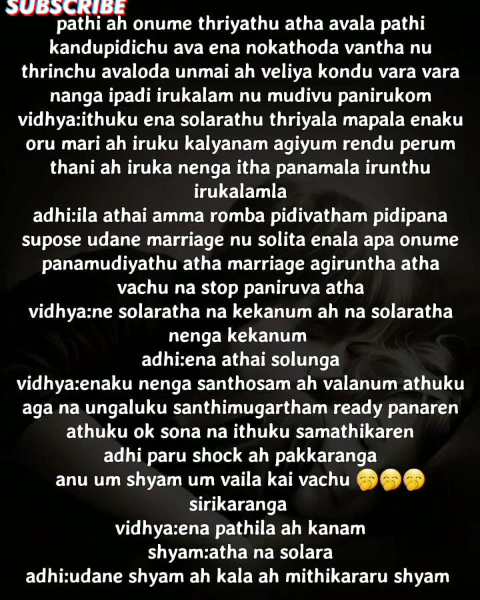 SUBSCRIBE
pathi ah onume thriyathu atha avala pathi
kandupidichu ava ena nokathoda vantha nu
thrinchu avaloda unmai ah veliya kondu vara vara
nanga ipadi irukalam nu mudivu panirukom
vidhya:ithuku ena solarathu thriyala mapala enaku
oru mari ah iruku kalyanam agiyum rendu perum
thani ah iruka nenga itha panamala irunthu
irukalamla
adhi:ila athai amma romba pidivatham pidipana
supose udane marriage nu solita enala apa onume
panamudiyathu atha marriage agiruntha atha
vachu na stop paniruva atha
vidhya:ne solaratha na kekanum ah na solaratha
nenga kekanum
adhi:ena athai solunga
vidhya:enaku nenga santhosam ah valanum athuku
aga na ungaluku santhimugartham ready panaren
athuku ok sona na ithuku samathikaren
adhi paru shock ah pakkaranga
anu um shyam um vaila kai vachu 🤭🤭🤭
sirikaranga
vidhya:ena pathila ah kanam
shyam:atha na solara
adhi:udane shyam ah kala ah mithikararu shyam